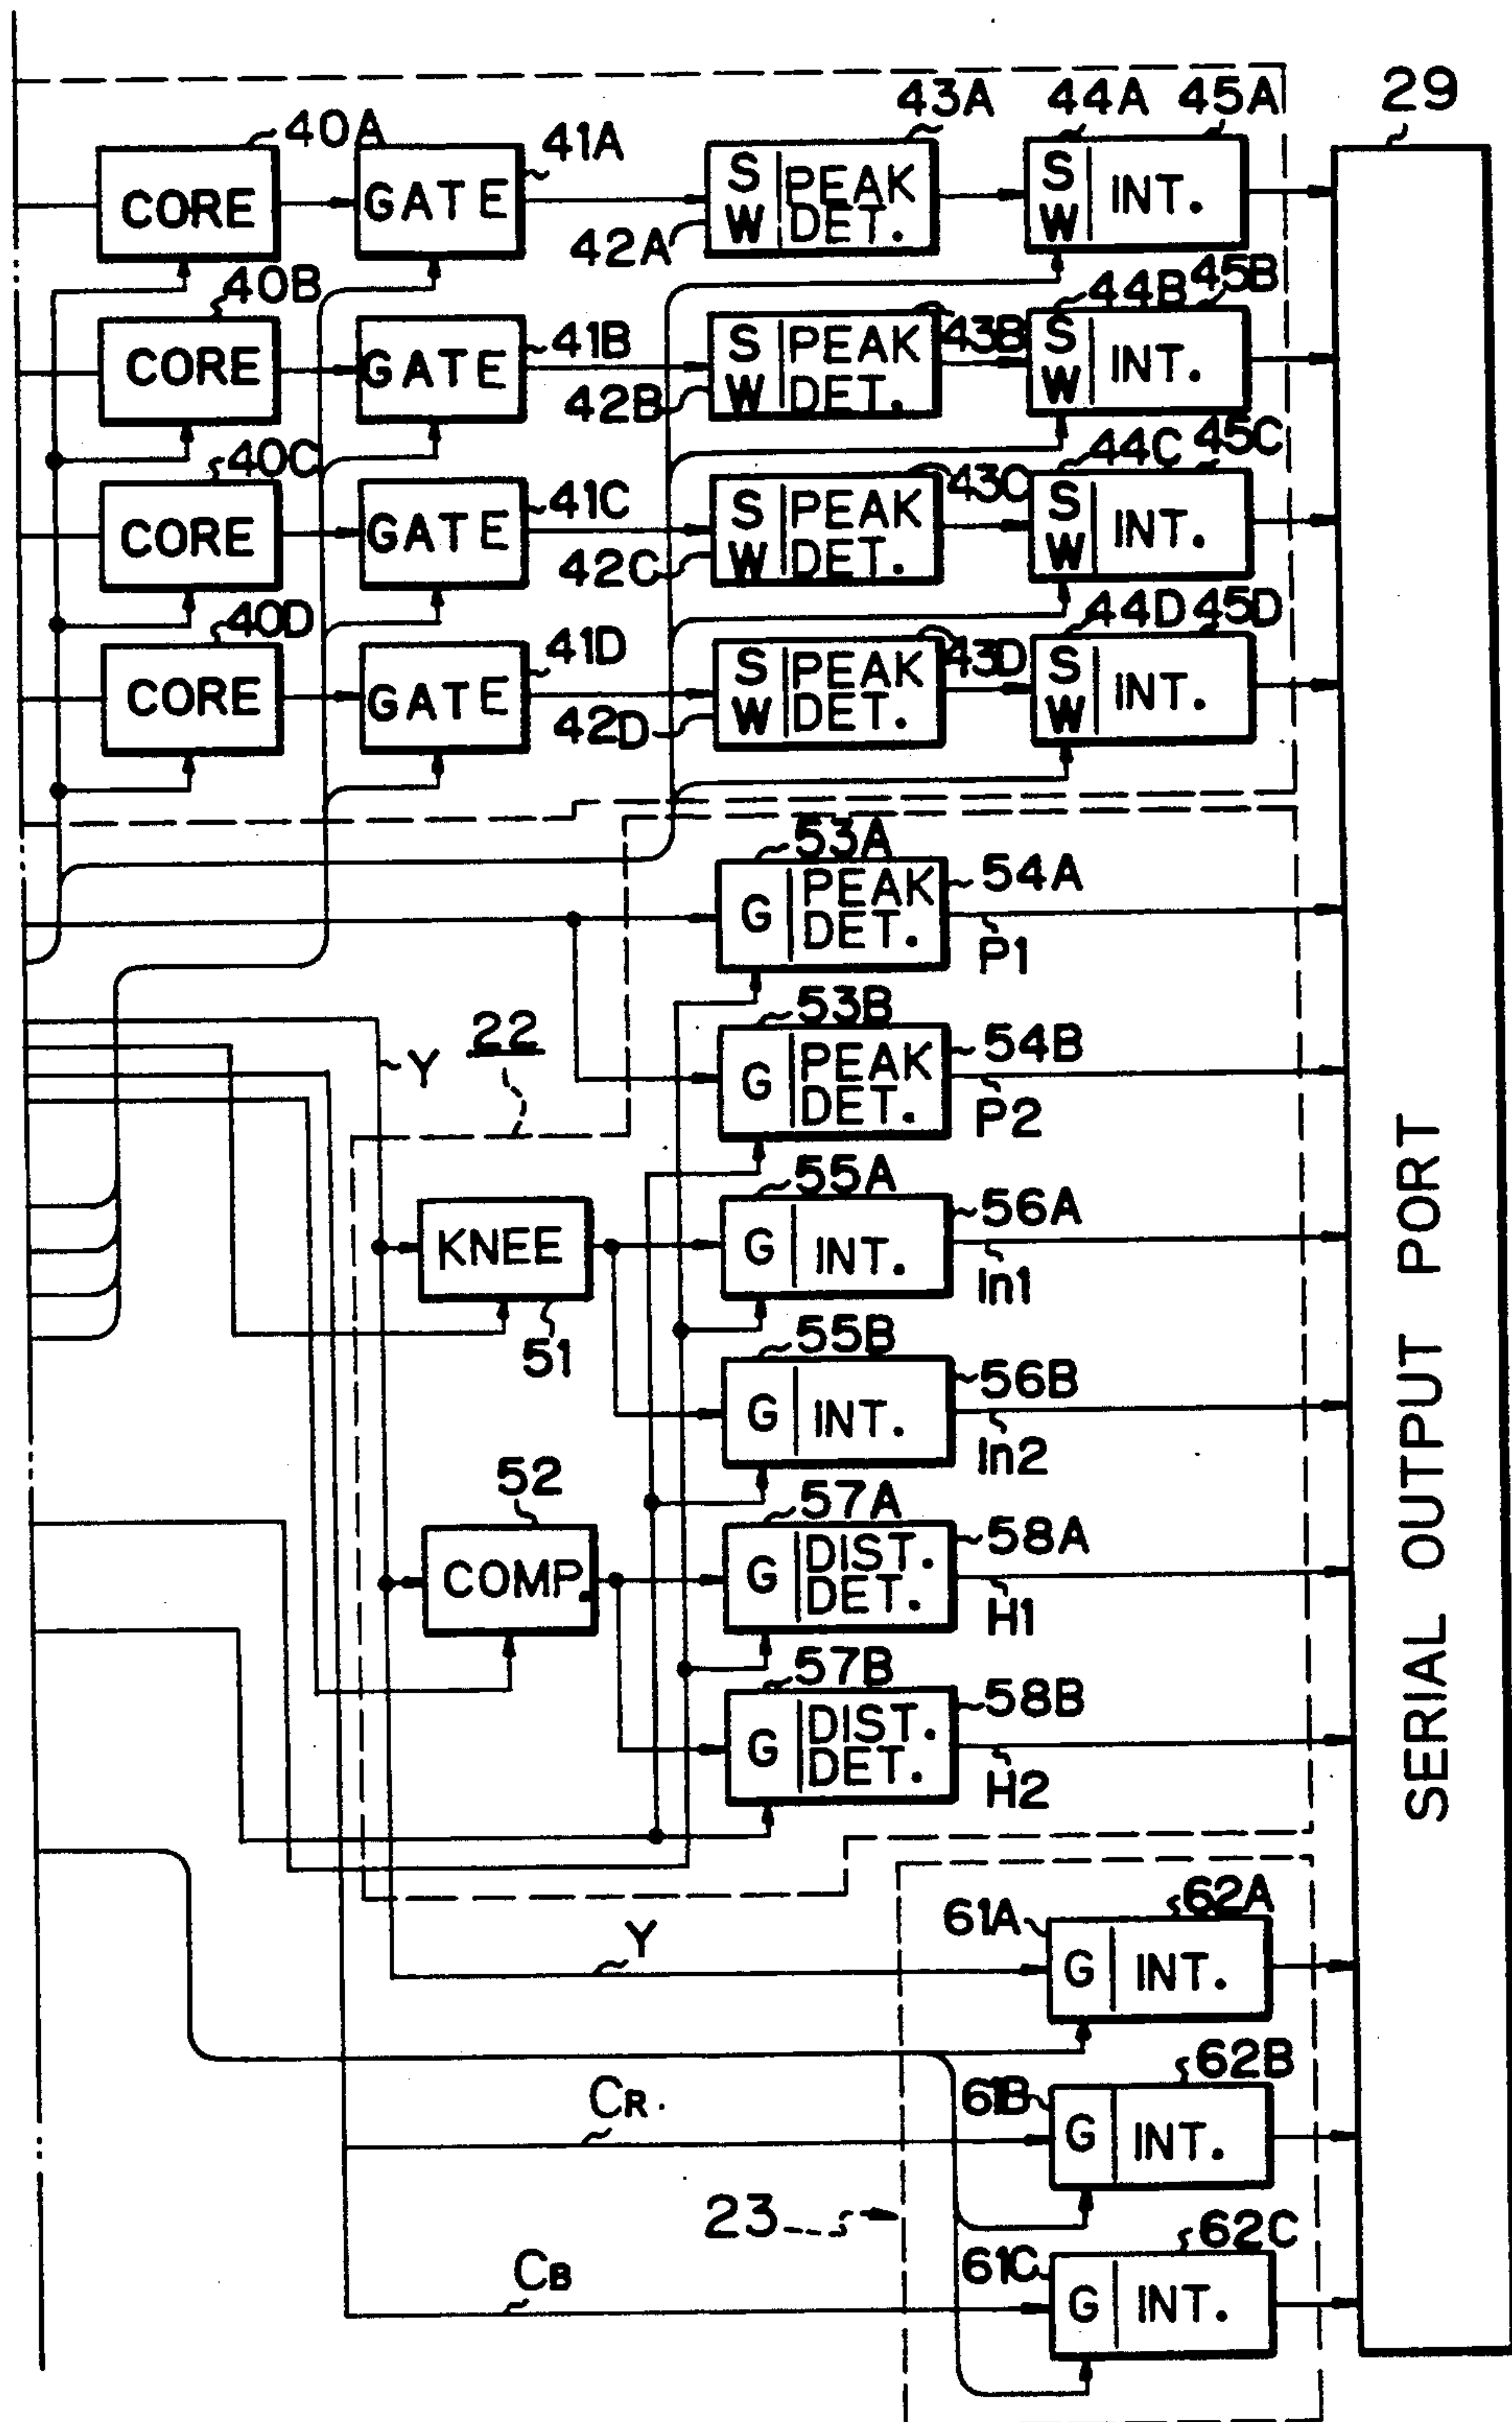 43A 44A 45A 29
40A 41A
CORE GATE S W PEAK DET. S W INT.
42A
40B 44B 45B
41B 43B
CORE GATE S W PEAK DET. S W INT.
42B
40C 44C 45C
41C 43C
CORE GATE S W PEAK DET. S W INT.
42C
40D 44D 45D
41D 43D
CORE GATE S W PEAK DET. S W INT.
42D
53A
G PEAK DET. 54A
P1
22 53B
Y G PEAK DET. 54B
P2
55A
KNEE G INT. 56A
51 In1
55B
G INT. 56B
In2
52 57A
COMP. G DIST. DET. 58A
H1
57B
G DIST. DET. 58B
H2
SERIAL OUTPUT PORT
Y 61A 62A
G INT.
CR. 61B 62B
G INT.
23
CB 61C 62C
G INT.